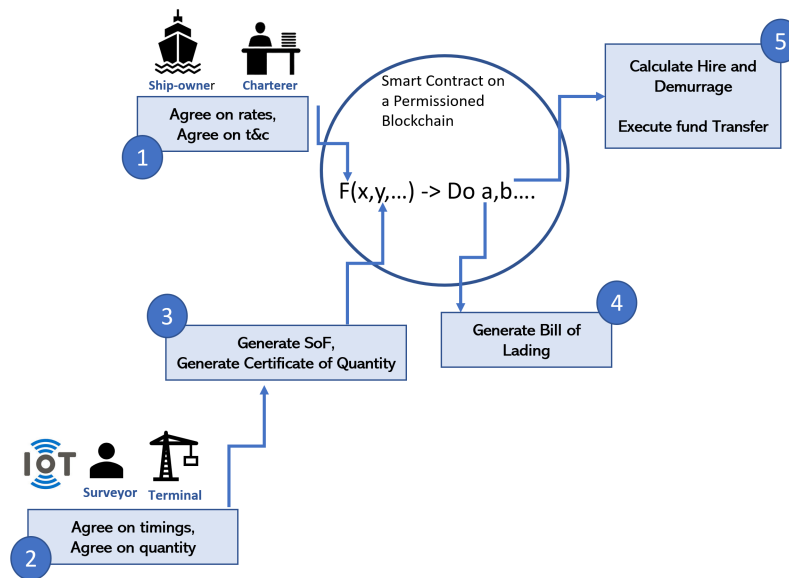 Ship-owner
Charterer
Agree on rates,
Agree on t&c
1
Smart Contract on
a Permissioned
Blockchain
F(x,y,...) -> Do a,b....
5
Calculate Hire and
Demurrage
Execute fund Transfer
3
Generate SoF,
Generate Certificate of Quantity
4
Generate Bill of
Lading
IoT
Surveyor
Terminal
Agree on timings,
Agree on quantity
2